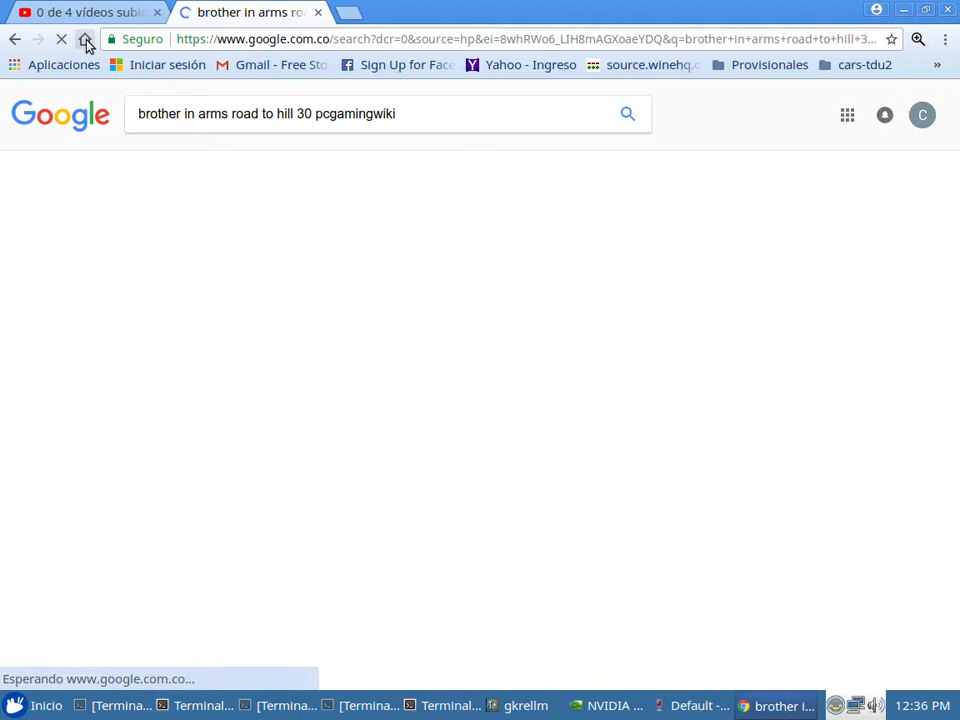 0 de 4 vídeos subid
brother in arms ro
Seguro
https://www.google.com.co/search?dcr=0&source=hp&ei=8whRWo6_LIH8mAGXoaeYDQ&q=brother+in+arms+road+to+hill+3...
Aplicaciones
Iniciar sesión
Gmail - Free Sto
Sign Up for Face
Yahoo - Ingreso
source.winehq.c
Provisionales
cars-tdu2
»
Google
brother in arms road to hill 30 pcgamingwiki
C
Esperando www.google.com.co...
Inicio
[Termina...
Terminal...
[Termina...
[Termina...
Terminal...
gkrellm
NVIDIA ...
Default -...
brother i...
12:36 PM